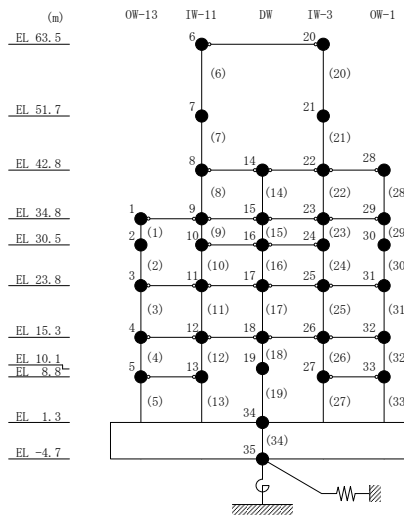 (m) OW-13 IW-11 DW IW-3 OW-1
EL 63.5 6 20
(6) (20)
EL 51.7 7 21
(7) (21)
EL 42.8 8 14 22 28
(8) (14) (22) (28
EL 34.8 1 9 15 23 29
(1) (9) (15) (23) (29
EL 30.5 2 10 16 24 30
(2) (10) (16) (24) (30
EL 23.8 3 11 17 25 31
(3) (11) (17) (25) (31
EL 15.3 4 12 18 26 32
(4) (12) (18) (26) (32
EL 10.1 19
EL 8.8 5 13 27 33
(5) (13) (19) (27) (33
EL 1.3 34
(34)
EL -4.7 35